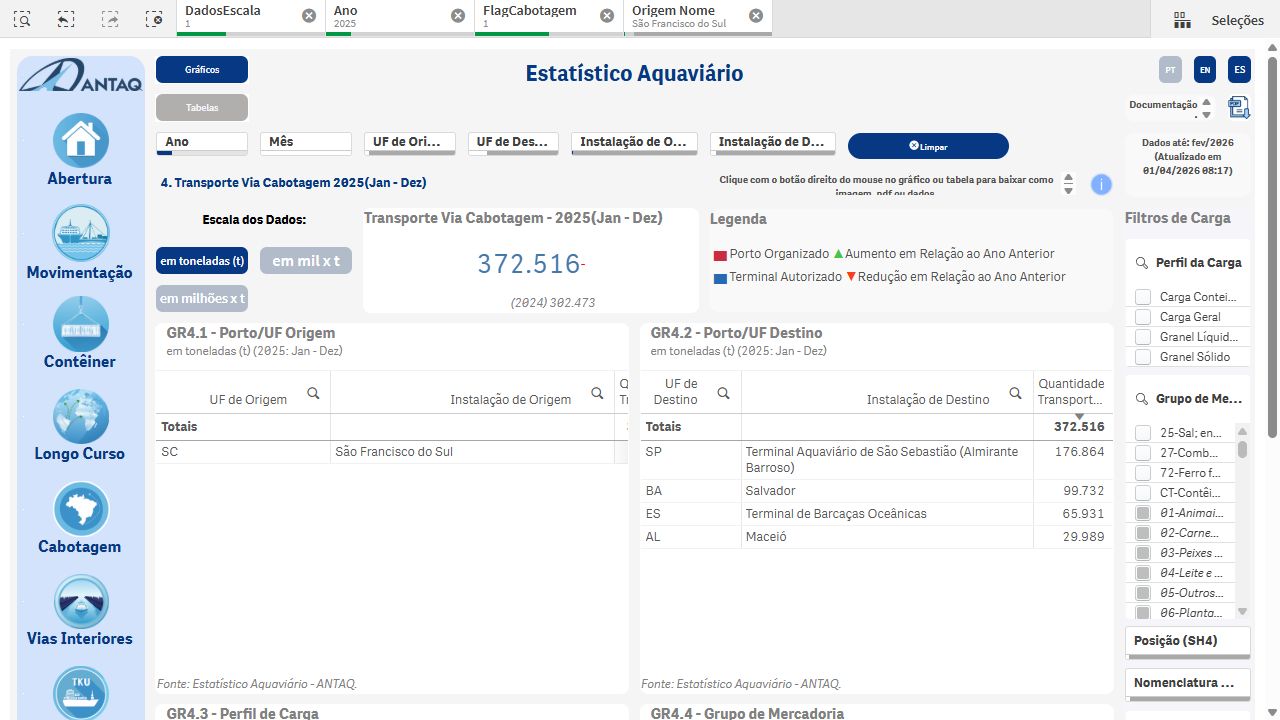 DadosEscala
1
Ano
2025
FlagCabotagem
1
Origem Nome
São Francisco do Sul
Seleções
ANTAQ
Gráficos
Tabelas
Estatístico Aquaviário
PT
EN
ES
Documentação
Ano
Mês
UF de Ori...
UF de Des...
Instalação de O...
Instalação de D...
Limpar
Dados até: fev/2026
(Atualizado em
01/04/2026 08:17)
4. Transporte Via Cabotagem 2025(Jan - Dez)
Clique com o botão direito do mouse no gráfico ou tabela para baixar como
imagem, pdf ou dados
i
Abertura
Movimentação
Contêiner
Longo Curso
Cabotagem
Vias Interiores
TKU
Escala dos Dados:
em toneladas (t)
em mil x t
em milhões x t
Transporte Via Cabotagem - 2025(Jan - Dez)
372.516-
(2024) 302.473
Legenda
Porto Organizado ▲Aumento em Relação ao Ano Anterior
Terminal Autorizado ▼Redução em Relação ao Ano Anterior
Filtros de Carga
Perfil da Carga
Carga Contei...
Carga Geral
Granel Líquid...
Granel Sólido
Grupo de Me...
25-Sal; en...
27-Comb...
72-Ferro f...
CT-Contêi...
01-Animai...
02-Carne...
03-Peixes ...
04-Leite e ...
05-Outros...
06-Planta...
Posição (SH4)
Nomenclatura ...
GR4.1 - Porto/UF Origem
em toneladas (t) (2025: Jan - Dez)
UF de Origem
Instalação de Origem
Totais
SC
São Francisco do Sul
Fonte: Estatístico Aquaviário - ANTAQ.
GR4.2 - Porto/UF Destino
em toneladas (t) (2025: Jan - Dez)
UF de
Destino
Instalação de Destino
Quantidade
Transport...
Totais 372.516
SP Terminal Aquaviário de São Sebastião (Almirante 176.864
Barroso)
BA Salvador 99.732
ES Terminal de Barcaças Oceânicas 65.931
AL Maceió 29.989
Fonte: Estatístico Aquaviário - ANTAQ.
GR4.3 - Perfil de Carga
GR4.4 - Grupo de Mercadoria